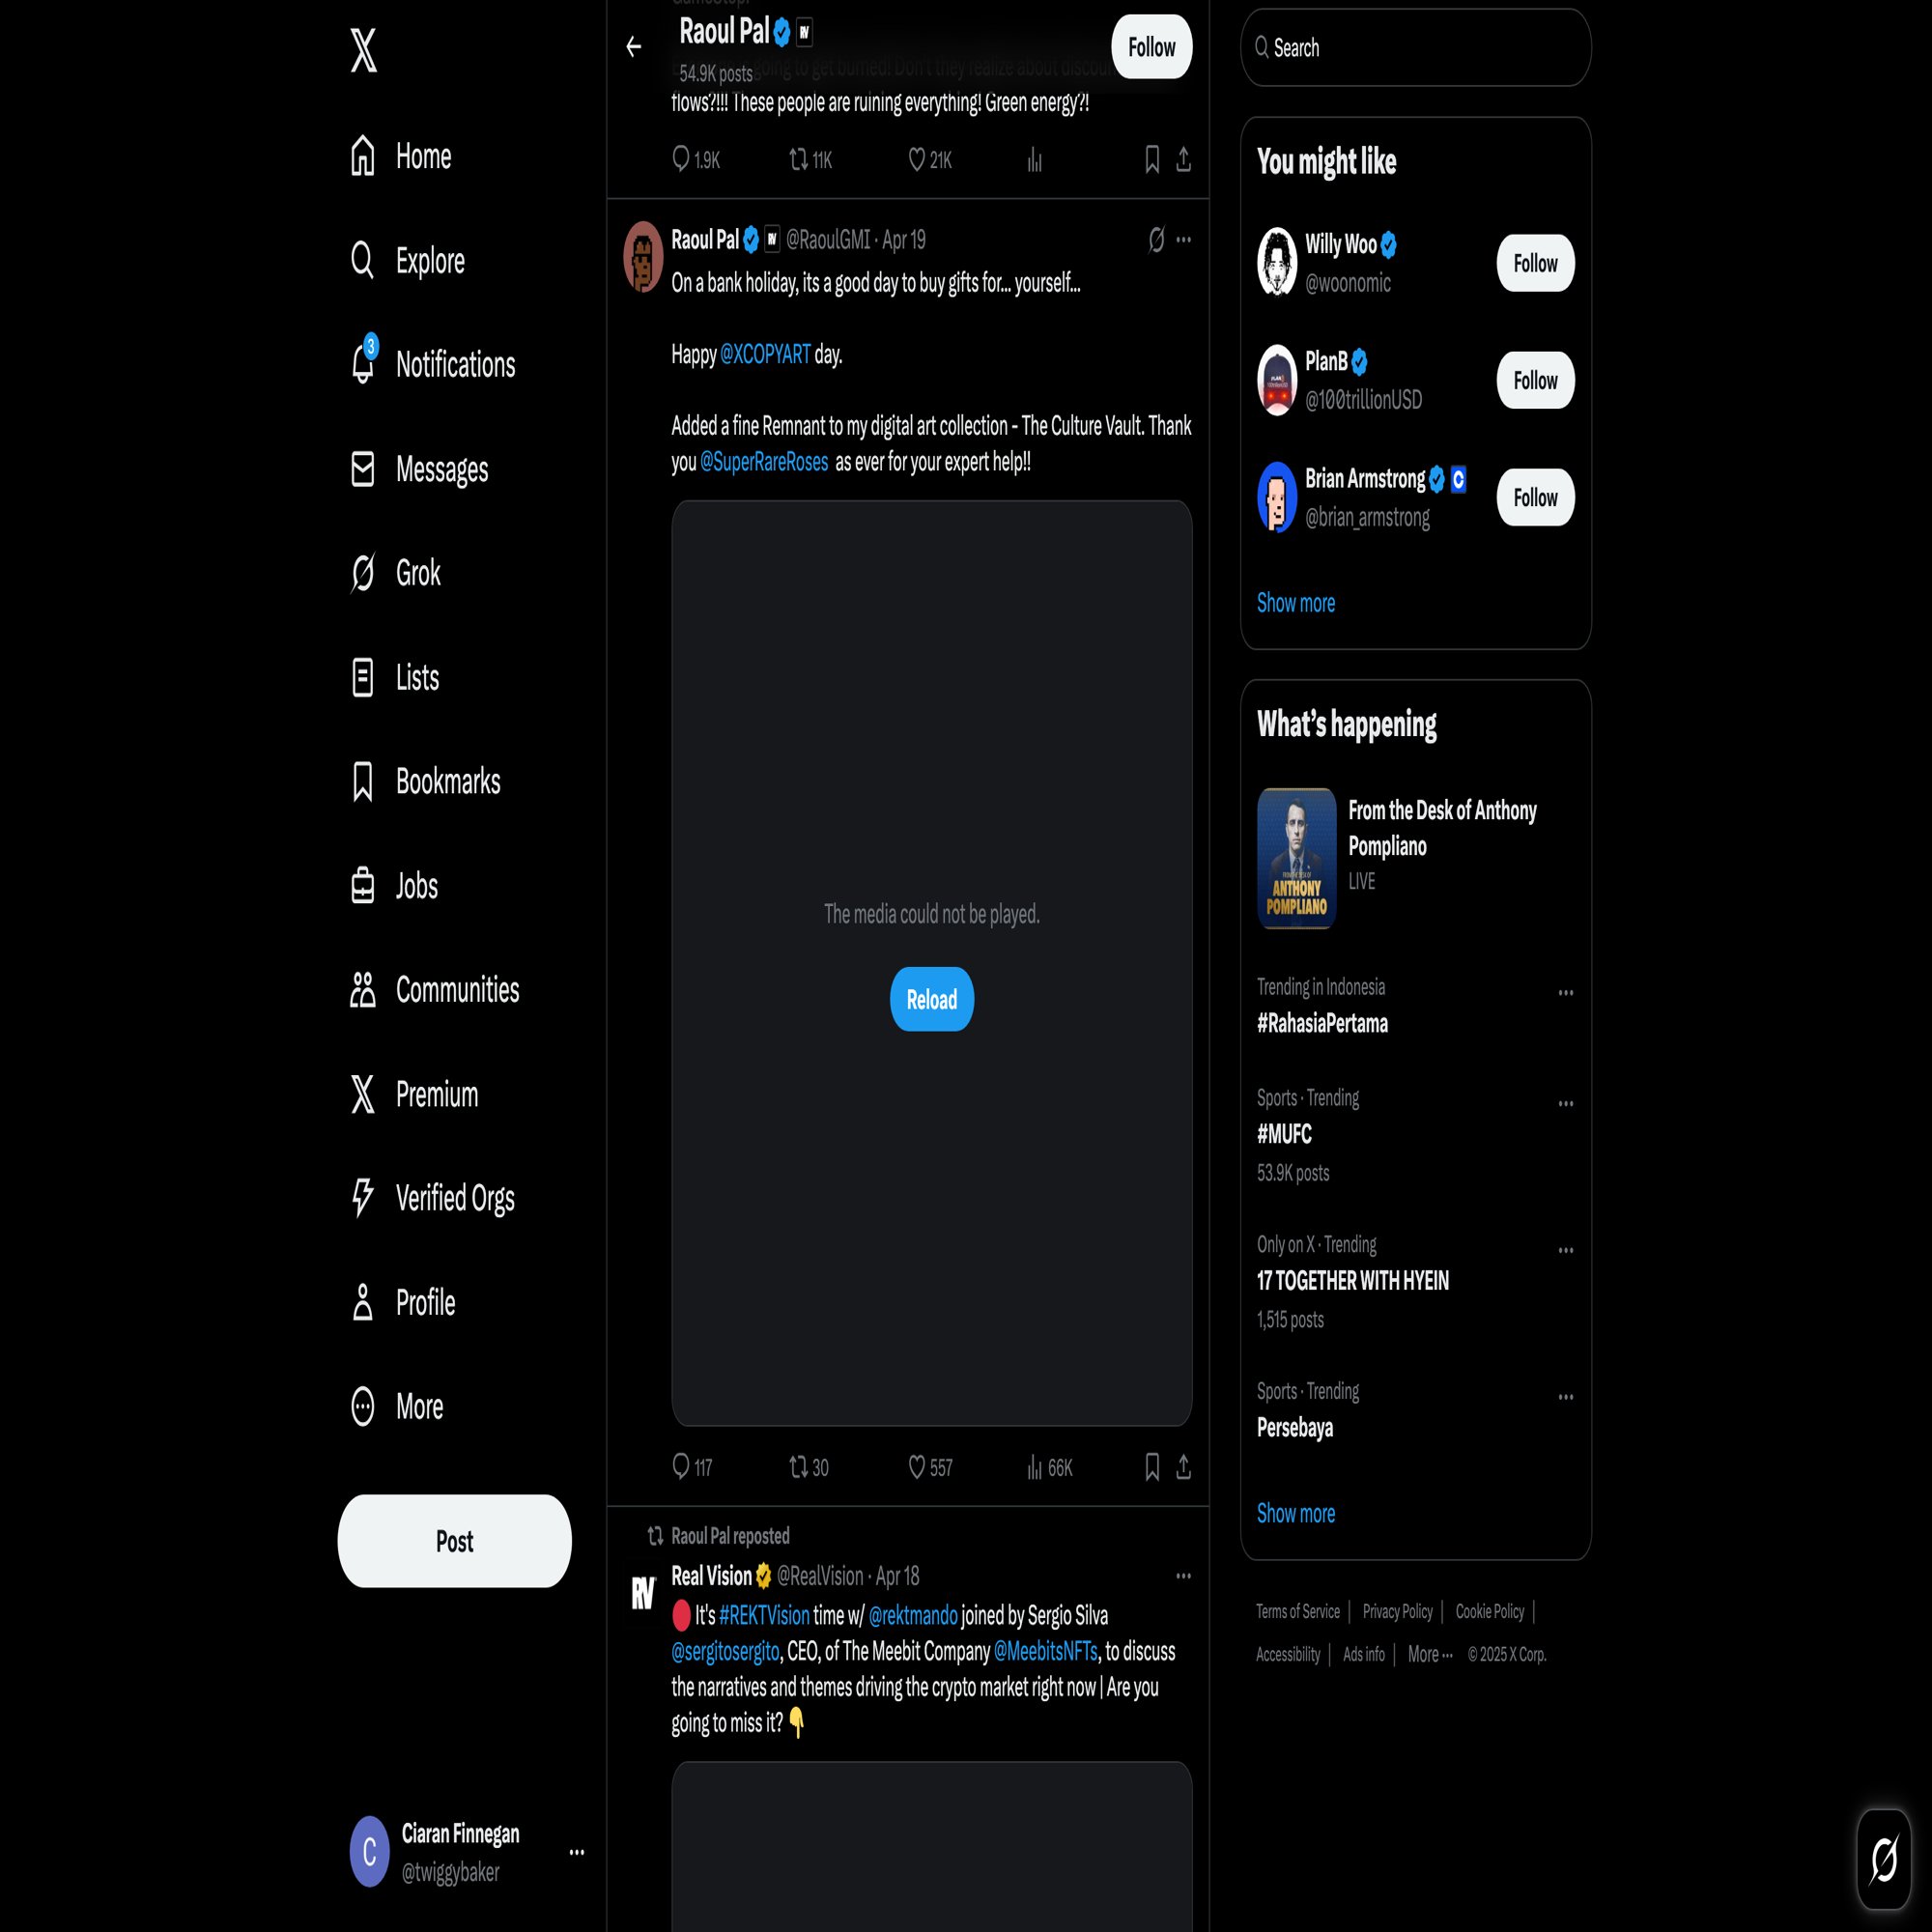 Home
Explore
3
Notifications
Messages
Grok
Lists
Bookmarks
Jobs
Communities
Premium
Verified Orgs
Profile
More
Post
C
Ciaran Finnegan
@twiggybaker
Raoul Pal RV
54.9K posts
Follow
going to get burned! Don't they realize about
flows?!!! These people are ruining everything! Green energy?!
1.9K 11K 21K
Raoul Pal RV @RaoulGMI · Apr 19
On a bank holiday, its a good day to buy gifts for... yourself...
Happy @XCOPYART day.
Added a fine Remnant to my digital art collection - The Culture Vault. Thank
you @SuperRareRoses as ever for your expert help!!
The media could not be played.
Reload
117 30 557 66K
Raoul Pal reposted
RV
Real Vision @RealVision · Apr 18
It's #REKTVision time w/ @rektmando joined by Sergio Silva
@sergitosergito, CEO, of The Meebit Company @MeebitsNFTs, to discuss
the narratives and themes driving the crypto market right now | Are you
going to miss it?
Search
You might like
Willy Woo
@woonomic
Follow
PlanB
@100trillionUSD
Follow
Brian Armstrong
@brian_armstrong
Follow
Show more
What's happening
ANTHONY
POMPLIANO
From the Desk of Anthony
Pompliano
LIVE
Trending in Indonesia
#RahasiaPertama
Sports · Trending
#MUFC
53.9K posts
Only on X · Trending
17 TOGETHER WITH HYEIN
1,515 posts
Sports · Trending
Persebaya
Show more
Terms of Service | Privacy Policy | Cookie Policy |
Accessibility | Ads info | More ··· © 2025 X Corp.